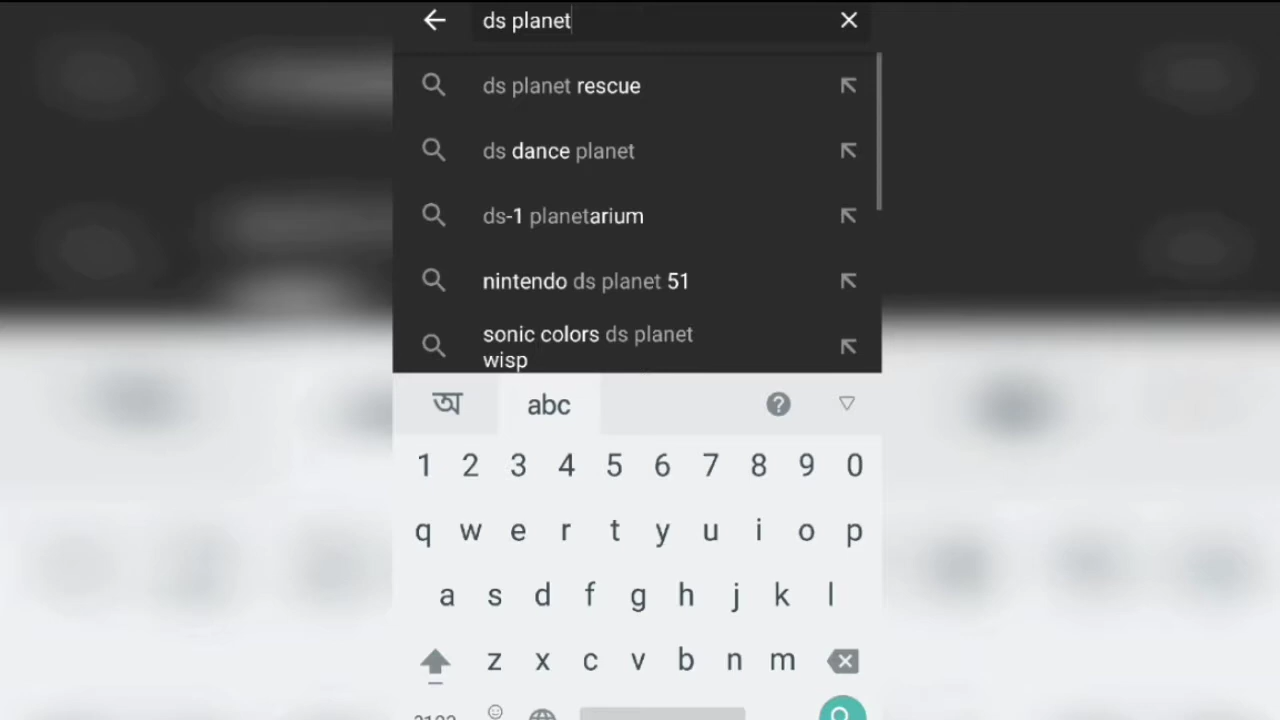 ds planet
ds planet rescue
ds dance planet
ds-1 planetarium
nintendo ds planet 51
sonic colors ds planet
wisp
অ abc ?
1 2 3 4 5 6 7 8 9 0
q w e r t y u i o p
a s d f g h j k l
z x c v b n m